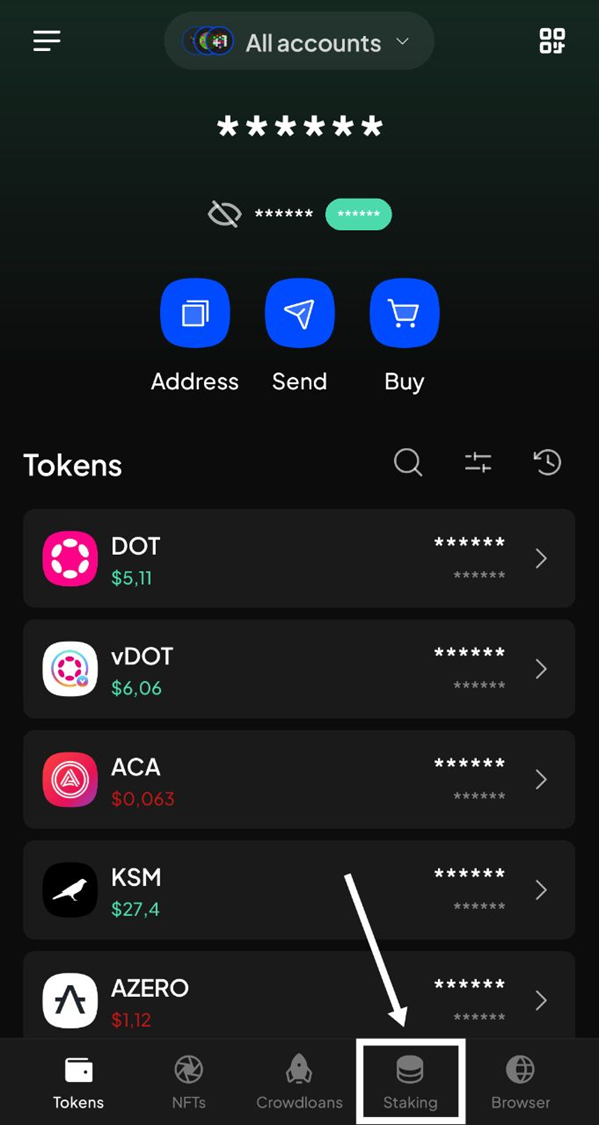 All accounts
******
****** ******
Address Send Buy
Tokens
DOT ******
$5,11 ******
vDOT ******
$6,06 ******
ACA ******
$0,063 ******
KSM ******
$27,4 ******
AZERO ******
$1,12 ******
Tokens NFTs Crowdloans Staking Browser